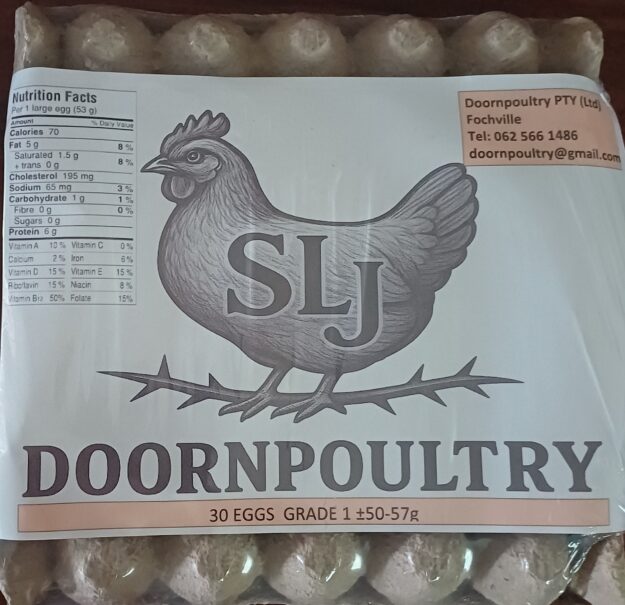 Nutrition Facts
Per 1 large egg (53 g)
Amount % Daily Value
Calories 70
Fat 5 g 8 %
Saturated 1.5 g
+ trans 0 g 8 %
Cholesterol 195 mg
Sodium 65 mg 3 %
Carbohydrate 1 g 1 %
Fibre 0 g 0 %
Sugars 0 g
Protein 6 g
Vitamin A 10 % Vitamin C 0 %
Calcium 2 % Iron 6 %
Vitamin D 15 % Vitamin E 15 %
Riboflavin 15 % Niacin 8 %
Vitamin B12 50% Folate 15%
Doornpoultry PTY (Ltd)
Fochville
Tel: 062 566 1486
doornpoultry@gmail.com
SLJ
DOORNPOULTRY
30 EGGS GRADE 1 ±50-57g